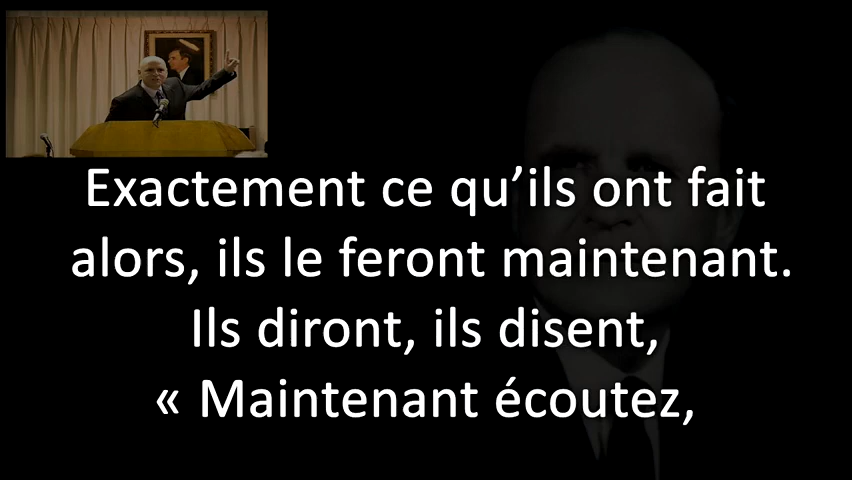 Exactement ce qu’ils ont fait
alors, ils le feront maintenant.
Ils diront, ils disent,
« Maintenant écoutez,